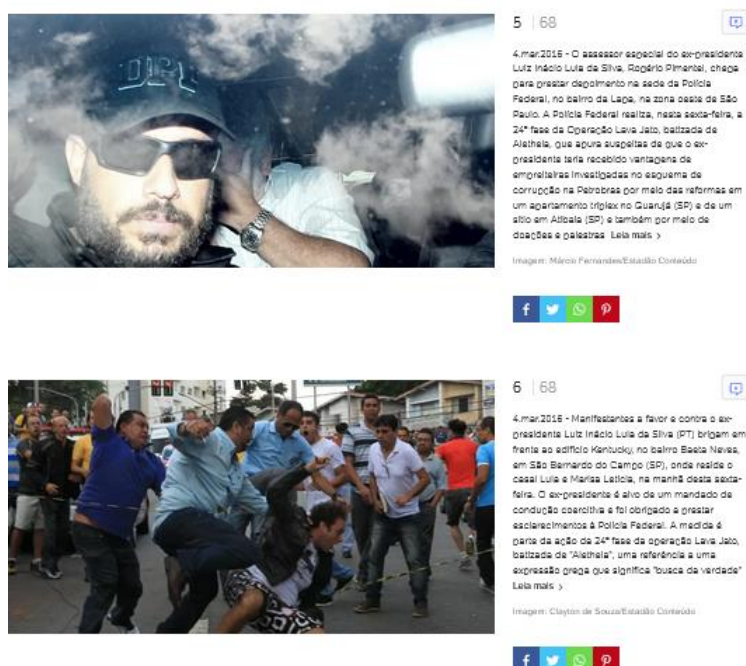 5 | 68
4.mar.2016 - O assessor especial do ex-presidente
Luiz Inácio Lula da Silva, Rogério Pimentel, chega
para prestar depoimento na sede da Polícia
Federal, no bairro da Lapa, na zona oeste de São
Paulo. A Polícia Federal realiza, nesta sexta-feira, a
24ª fase da Operação Lava Jato, batizada de
Aletheia, que apura suspeitas de que o ex-
presidente teria recebido vantagens de
empreiteiras investigadas no esquema de
corrupção na Petrobras por meio das reformas em
um apartamento triplex no Guarujá (SP) e de um
sítio em Atibaia (SP) e também por meio de
doações e palestras Leia mais >
Imagem: Márcio Fernandes/Estadão Conteúdo
6 | 68
4.mar.2016 - Manifestantes a favor e contra o ex-
presidente Luiz Inácio Lula da Silva (PT) brigam em
frente ao edifício Kentucky, no bairro Baeta Neves,
em São Bernardo do Campo (SP), onde reside o
casal Lula e Marisa Letícia, na manhã desta sexta-
feira. O ex-presidente é alvo de um mandado de
condução coercitiva e foi obrigado a prestar
esclarecimentos à Polícia Federal. A medida é
parte da ação da 24ª fase da operação Lava Jato,
batizada de "Aletheia", uma referência a uma
expressão grega que significa "busca da verdade"
Leia mais >
Imagem: Clayton de Souza/Estadão Conteúdo